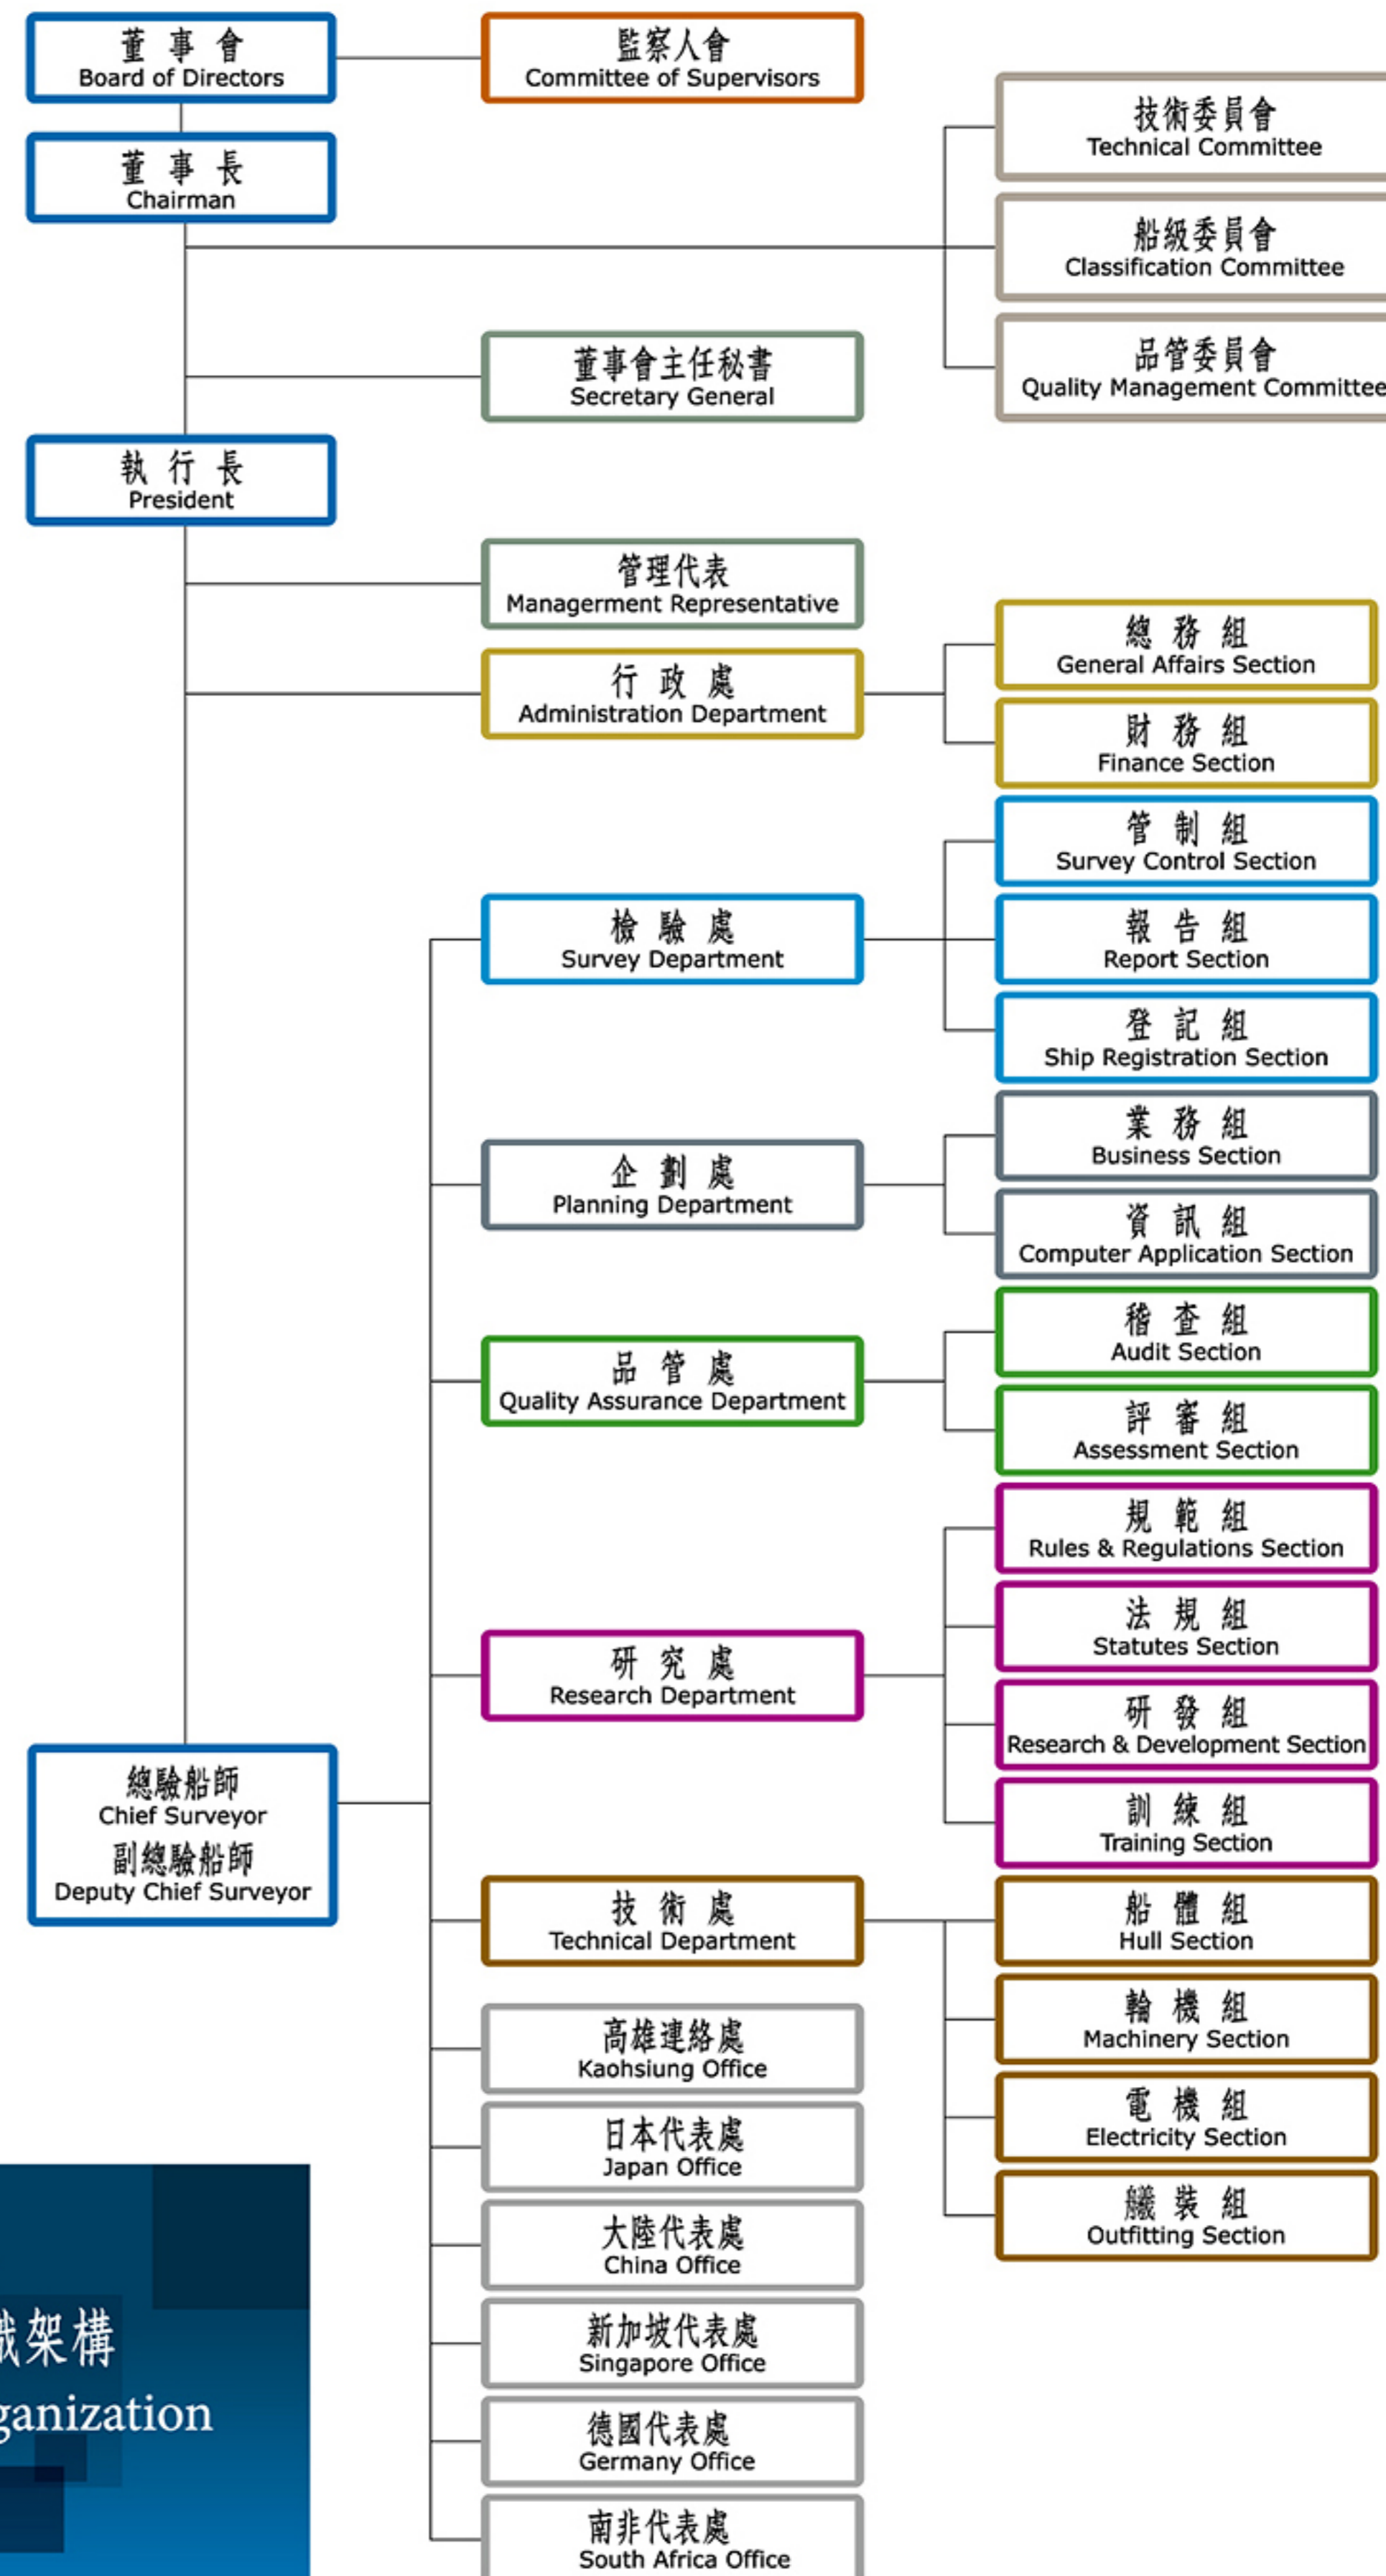 董事會
Board of Directors
監察人會
Committee of Supervisors
董事長
Chairman
技術委員會
Technical Committee
船級委員會
Classification Committee
品管委員會
Quality Management Committee
董事會主任秘書
Secretary General
執行長
President
管理代表
Managerment Representative
行政處
Administration Department
總務組
General Affairs Section
財務組
Finance Section
檢驗處
Survey Department
管制組
Survey Control Section
報告組
Report Section
登記組
Ship Registration Section
企劃處
Planning Department
業務組
Business Section
資訊組
Computer Application Section
品管處
Quality Assurance Department
稽查組
Audit Section
評審組
Assessment Section
研究處
Research Department
規範組
Rules & Regulations Section
法規組
Statutes Section
研發組
Research & Development Section
訓練組
Training Section
總驗船師
Chief Surveyor
副總驗船師
Deputy Chief Surveyor
技術處
Technical Department
船體組
Hull Section
輪機組
Machinery Section
電機組
Electricity Section
艤裝組
Outfitting Section
高雄連絡處
Kaohsiung Office
日本代表處
Japan Office
大陸代表處
China Office
新加坡代表處
Singapore Office
德國代表處
Germany Office
南非代表處
South Africa Office
織架構
ganization